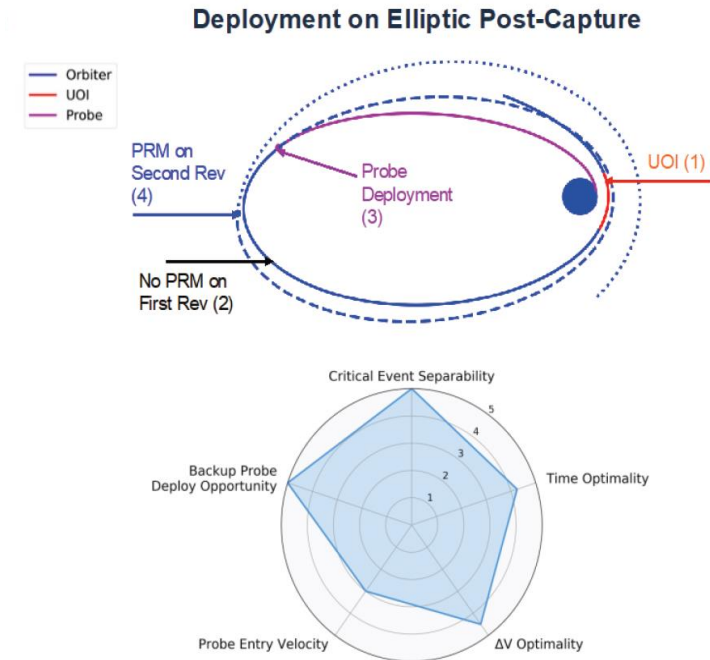 Deployment on Elliptic Post-Capture
Orbiter
UOI
Probe
PRM on
Second Rev
(4)
Probe
Deployment
(3)
UOI (1)
No PRM on
First Rev (2)
Critical Event Separability
5
4
3
2
1
Backup Probe
Deploy Opportunity
Time Optimality
Probe Entry Velocity
ΔV Optimality